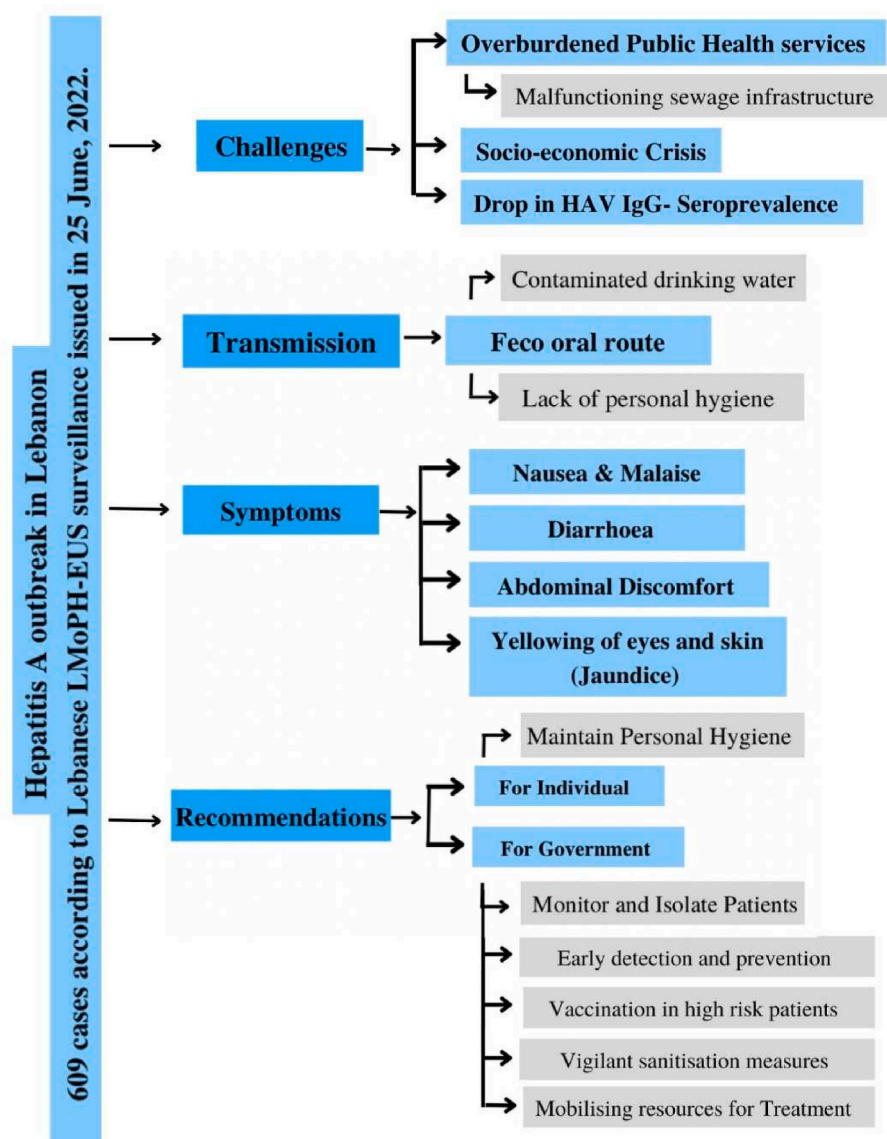 Hepatitis A outbreak in Lebanon
609 cases according to Lebanese LMoPH-EUS surveillance issued in 25 June, 2022.
Challenges
Overburdened Public Health services
Malfunctioning sewage infrastructure
Socio-economic Crisis
Drop in HAV IgG- Seroprevalence
Transmission
Contaminated drinking water
Feco oral route
Lack of personal hygiene
Symptoms
Nausea & Malaise
Diarrhoea
Abdominal Discomfort
Yellowing of eyes and skin
(Jaundice)
Recommendations
Maintain Personal Hygiene
For Individual
For Government
Monitor and Isolate Patients
Early detection and prevention
Vaccination in high risk patients
Vigilant sanitisation measures
Mobilising resources for Treatment